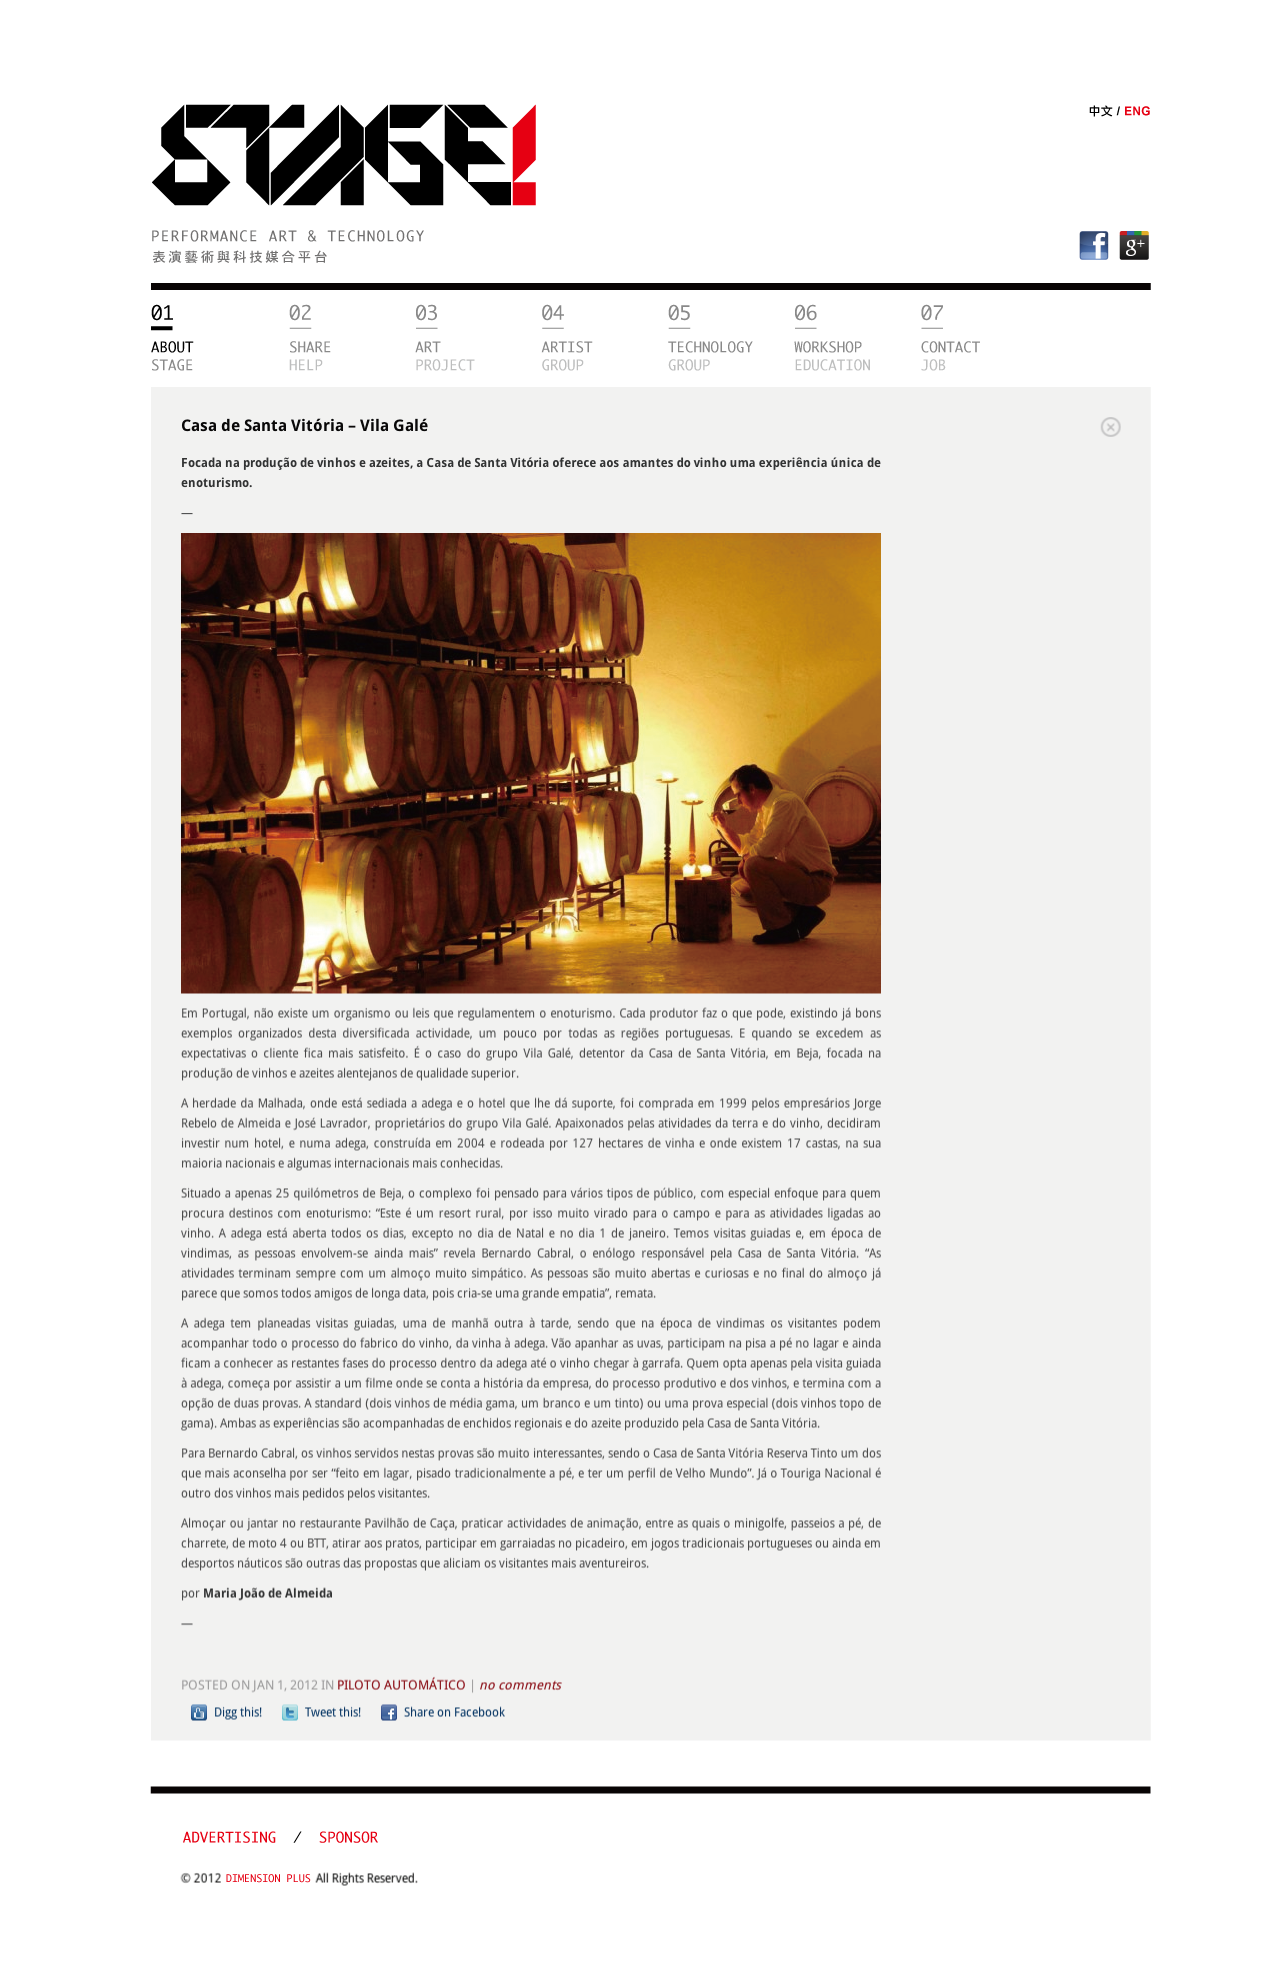 STAGE!
中文 / ENG
PERFORMANCE ART & TECHNOLOGY
表演藝術與科技媒合平台
01 02 03 04 05 06 07
ABOUT SHARE ART ARTIST TECHNOLOGY WORKSHOP CONTACT
STAGE HELP PROJECT GROUP GROUP EDUCATION JOB
Casa de Santa Vitória – Vila Galé
Focada na produção de vinhos e azeites, a Casa de Santa Vitória oferece aos amantes do vinho uma experiência única de
enoturismo.
—
Em Portugal, não existe um organismo ou leis que regulamentem o enoturismo. Cada produtor faz o que pode, existindo já bons
exemplos organizados desta diversificada actividade, um pouco por todas as regiões portuguesas. E quando se excedem as
expectativas o cliente fica mais satisfeito. É o caso do grupo Vila Galé, detentor da Casa de Santa Vitória, em Beja, focada na
produção de vinhos e azeites alentejanos de qualidade superior.
A herdade da Malhada, onde está sediada a adega e o hotel que lhe dá suporte, foi comprada em 1999 pelos empresários Jorge
Rebelo de Almeida e José Lavrador, proprietários do grupo Vila Galé. Apaixonados pelas atividades da terra e do vinho, decidiram
investir num hotel, e numa adega, construída em 2004 e rodeada por 127 hectares de vinha e onde existem 17 castas, na sua
maioria nacionais e algumas internacionais mais conhecidas.
Situado a apenas 25 quilómetros de Beja, o complexo foi pensado para vários tipos de público, com especial enfoque para quem
procura destinos com enoturismo: “Este é um resort rural, por isso muito virado para o campo e para as atividades ligadas ao
vinho. A adega está aberta todos os dias, excepto no dia de Natal e no dia 1 de janeiro. Temos visitas guiadas e, em época de
vindimas, as pessoas envolvem-se ainda mais” revela Bernardo Cabral, o enólogo responsável pela Casa de Santa Vitória. “As
atividades terminam sempre com um almoço muito simpático. As pessoas são muito abertas e curiosas e no final do almoço já
parece que somos todos amigos de longa data, pois cria-se uma grande empatia”, remata.
A adega tem planeadas visitas guiadas, uma de manhã outra à tarde, sendo que na época de vindimas os visitantes podem
acompanhar todo o processo do fabrico do vinho, da vinha à adega. Vão apanhar as uvas, participam na pisa a pé no lagar e ainda
ficam a conhecer as restantes fases do processo dentro da adega até o vinho chegar à garrafa. Quem opta apenas pela visita guiada
à adega, começa por assistir a um filme onde se conta a história da empresa, do processo produtivo e dos vinhos, e termina com a
opção de duas provas. A standard (dois vinhos de média gama, um branco e um tinto) ou uma prova especial (dois vinhos topo de
gama). Ambas as experiências são acompanhadas de enchidos regionais e do azeite produzido pela Casa de Santa Vitória.
Para Bernardo Cabral, os vinhos servidos nestas provas são muito interessantes, sendo o Casa de Santa Vitória Reserva Tinto um dos
que mais aconselha por ser “feito em lagar, pisado tradicionalmente a pé, e ter um perfil de Velho Mundo”. Já o Touriga Nacional é
outro dos vinhos mais pedidos pelos visitantes.
Almoçar ou jantar no restaurante Pavilhão de Caça, praticar actividades de animação, entre as quais o minigolfe, passeios a pé, de
charrete, de moto 4 ou BTT, atirar aos pratos, participar em garraiadas no picadeiro, em jogos tradicionais portugueses ou ainda em
desportos náuticos são outras das propostas que aliciam os visitantes mais aventureiros.
por Maria João de Almeida
—
POSTED ON JAN 1, 2012 IN PILOTO AUTOMÁTICO | no comments
Digg this! Tweet this! Share on Facebook
ADVERTISING / SPONSOR
© 2012 DIMENSION PLUS All Rights Reserved.